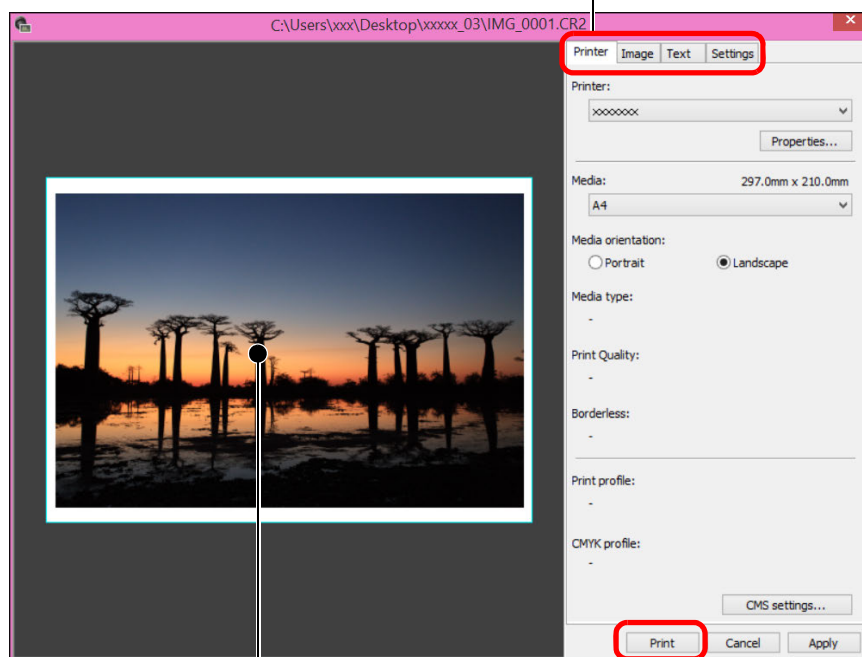 C:\Users\xxx\Desktop\xxxxx_03\IMG_0001.CR2
Printer Image Text Settings
Printer:
xxxxxxx
Properties...
Media: 297.0mm x 210.0mm
A4
Media orientation:
Portrait Landscape
Media type:
-
Print Quality:
-
Borderless:
-
Print profile:
-
CMYK profile:
-
CMS settings...
Print Cancel Apply